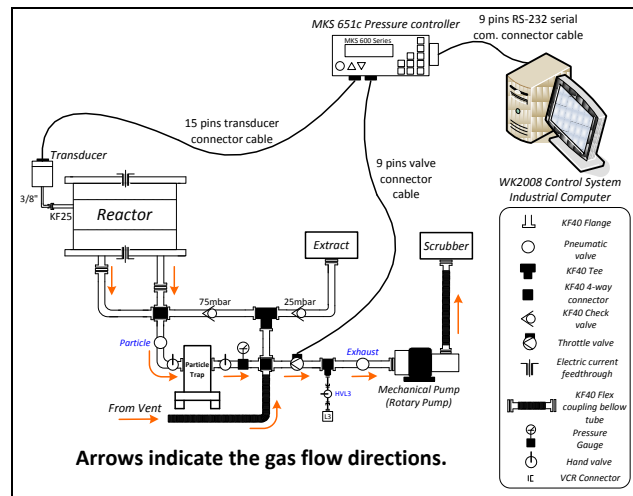 MKS 651c Pressure controller
9 pins RS-232 serial
com. connector cable
MKS 600 Series
15 pins transducer
connector cable
9 pins valve
connector
cable
Transducer
3/8"
KF25
Reactor
WK2008 Control System
Industrial Computer
Extract
Scrubber
75mbar
25mbar
Particle
Particle
Trap
Exhaust
HVL3
L3
Mechanical Pump
(Rotary Pump)
From Vent
Arrows indicate the gas flow directions.
KF40 Flange
Pneumatic
valve
KF40 Tee
KF40 4-way
connector
KF40 Check
valve
Throttle valve
Electric current
feedthrough
KF40 Flex
coupling bellow
tube
Pressure
Gauge
Hand valve
VCR Connector